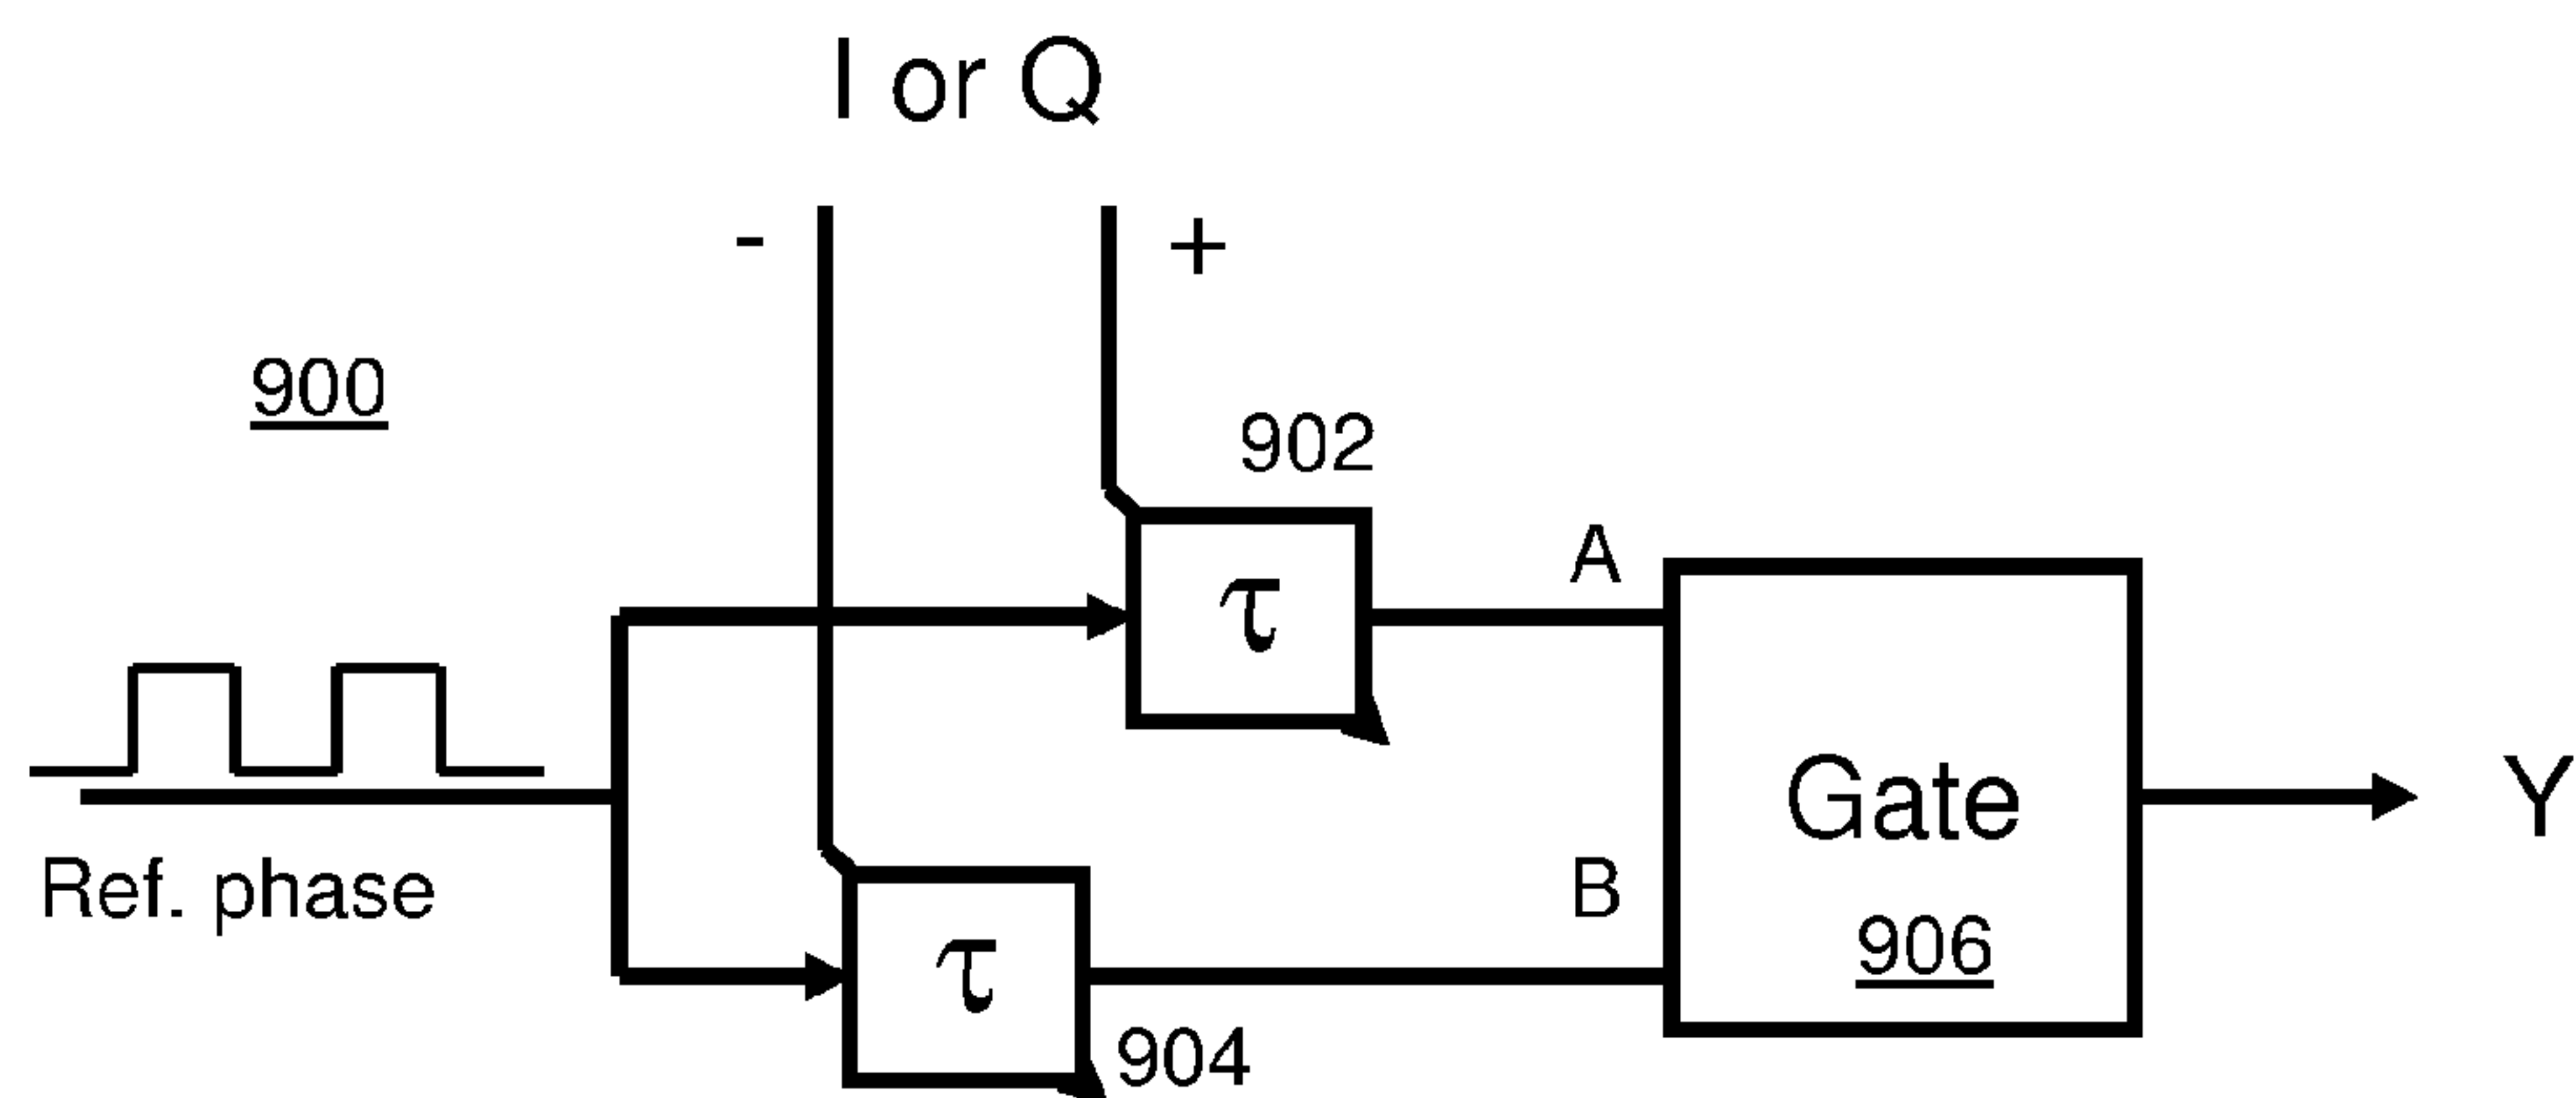 I or Q
- +
900
902
τ
A
Gate
Y
Ref. phase
B
906
τ
904